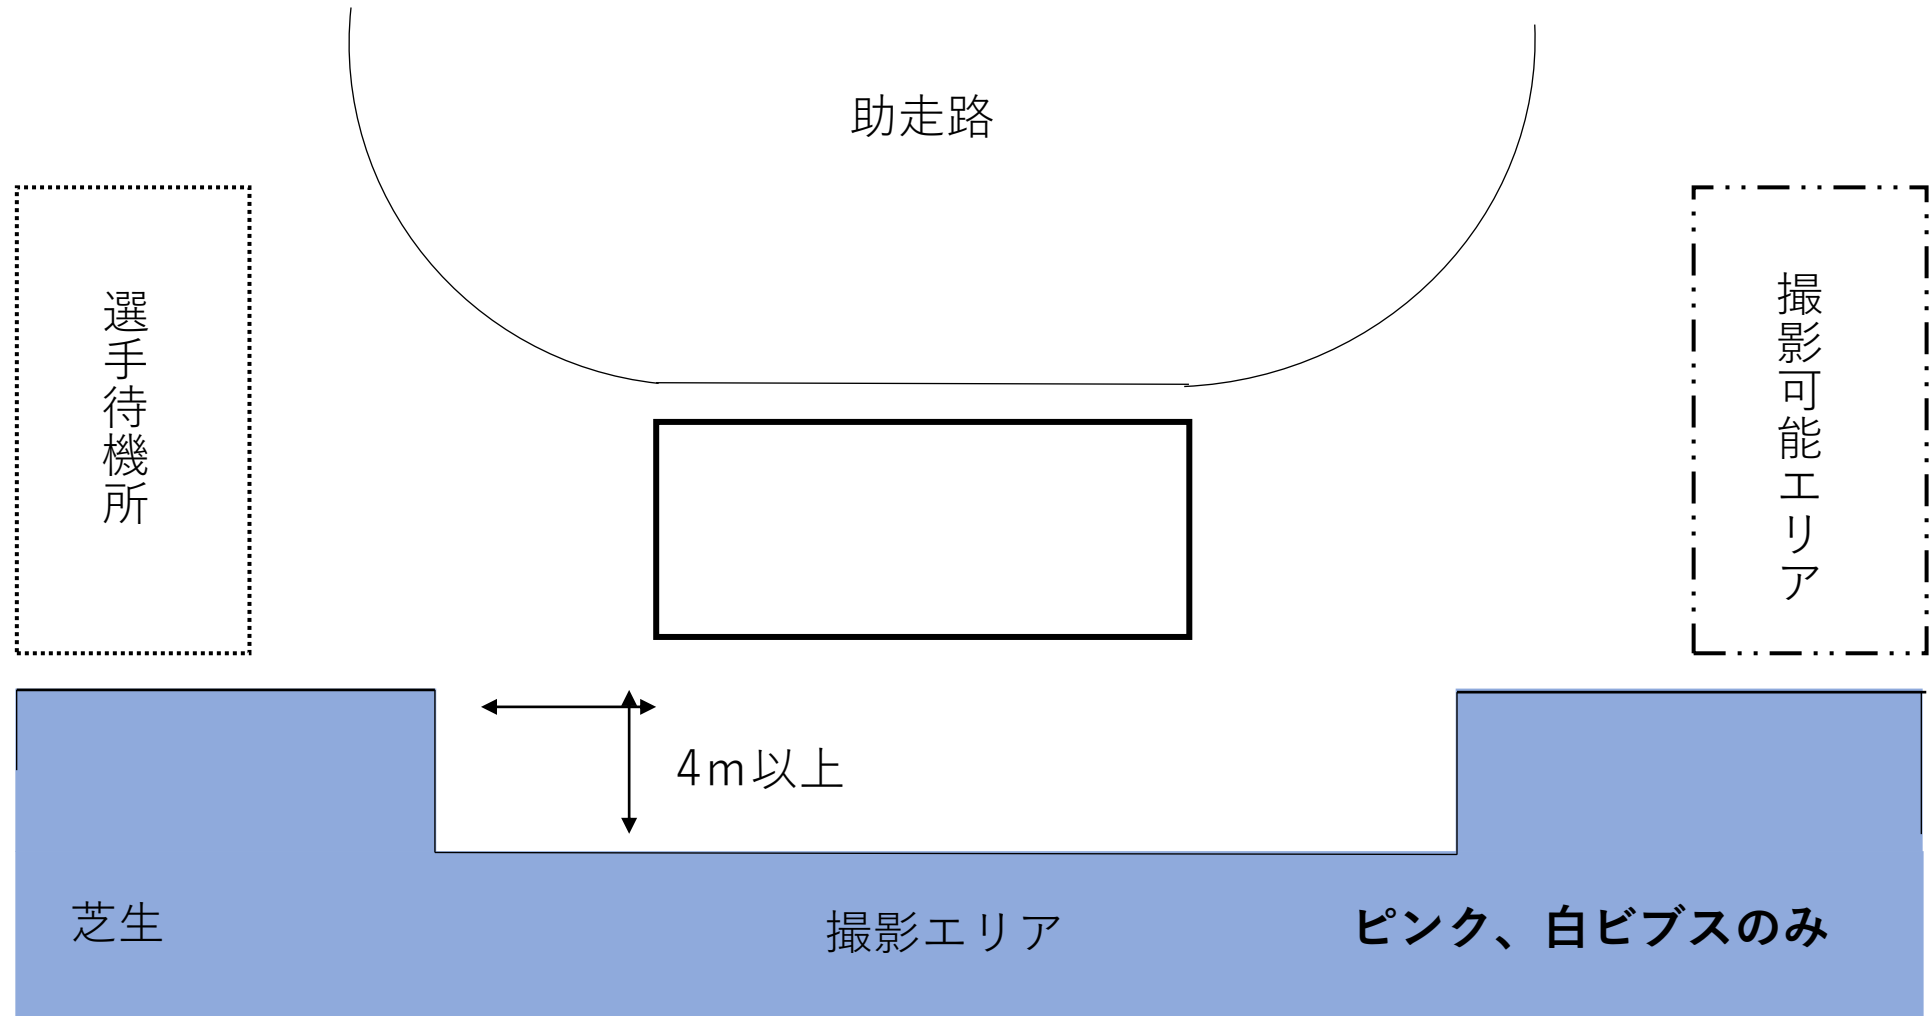 助走路
選手待機所
撮影可能エリア
4m以上
芝生
撮影エリア
ピンク、白ビブスのみ